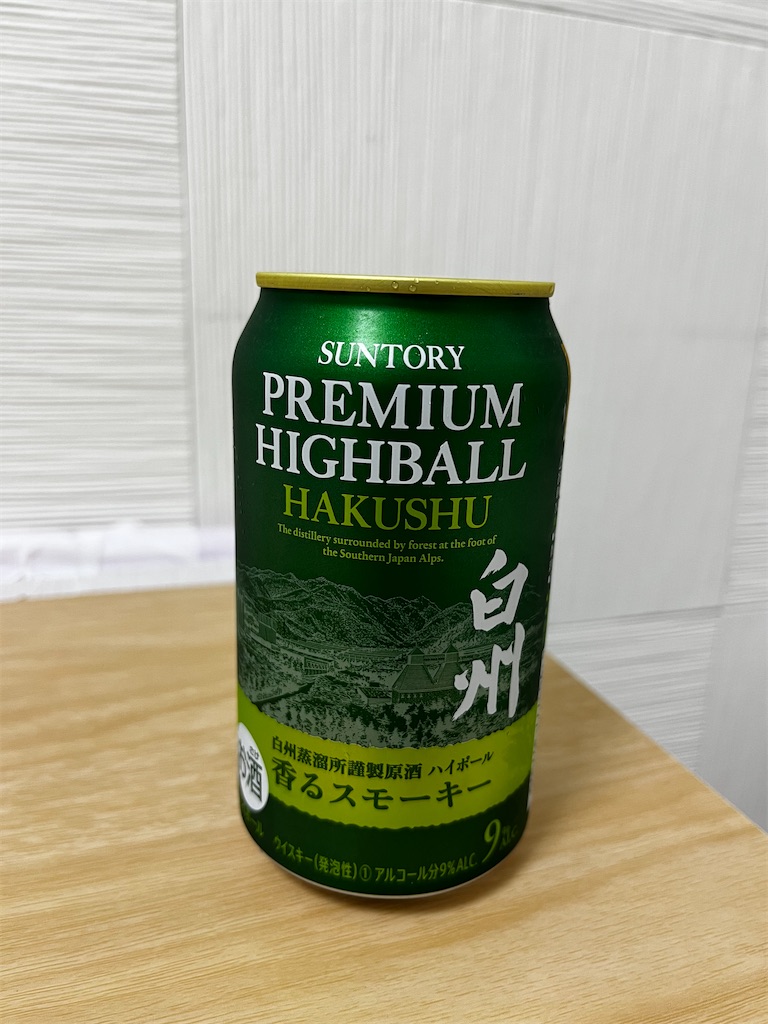 SUNTORY
PREMIUM
HIGHBALL
HAKUSHU
The distillery surrounded by forest at the foot of
the Southern Japan Alps.
白州
白州蒸溜所謹製原酒 ハイボール
香るスモーキー
お酒
ウイスキー(発泡性)① アルコール分9%ALC.
9%
ALC.